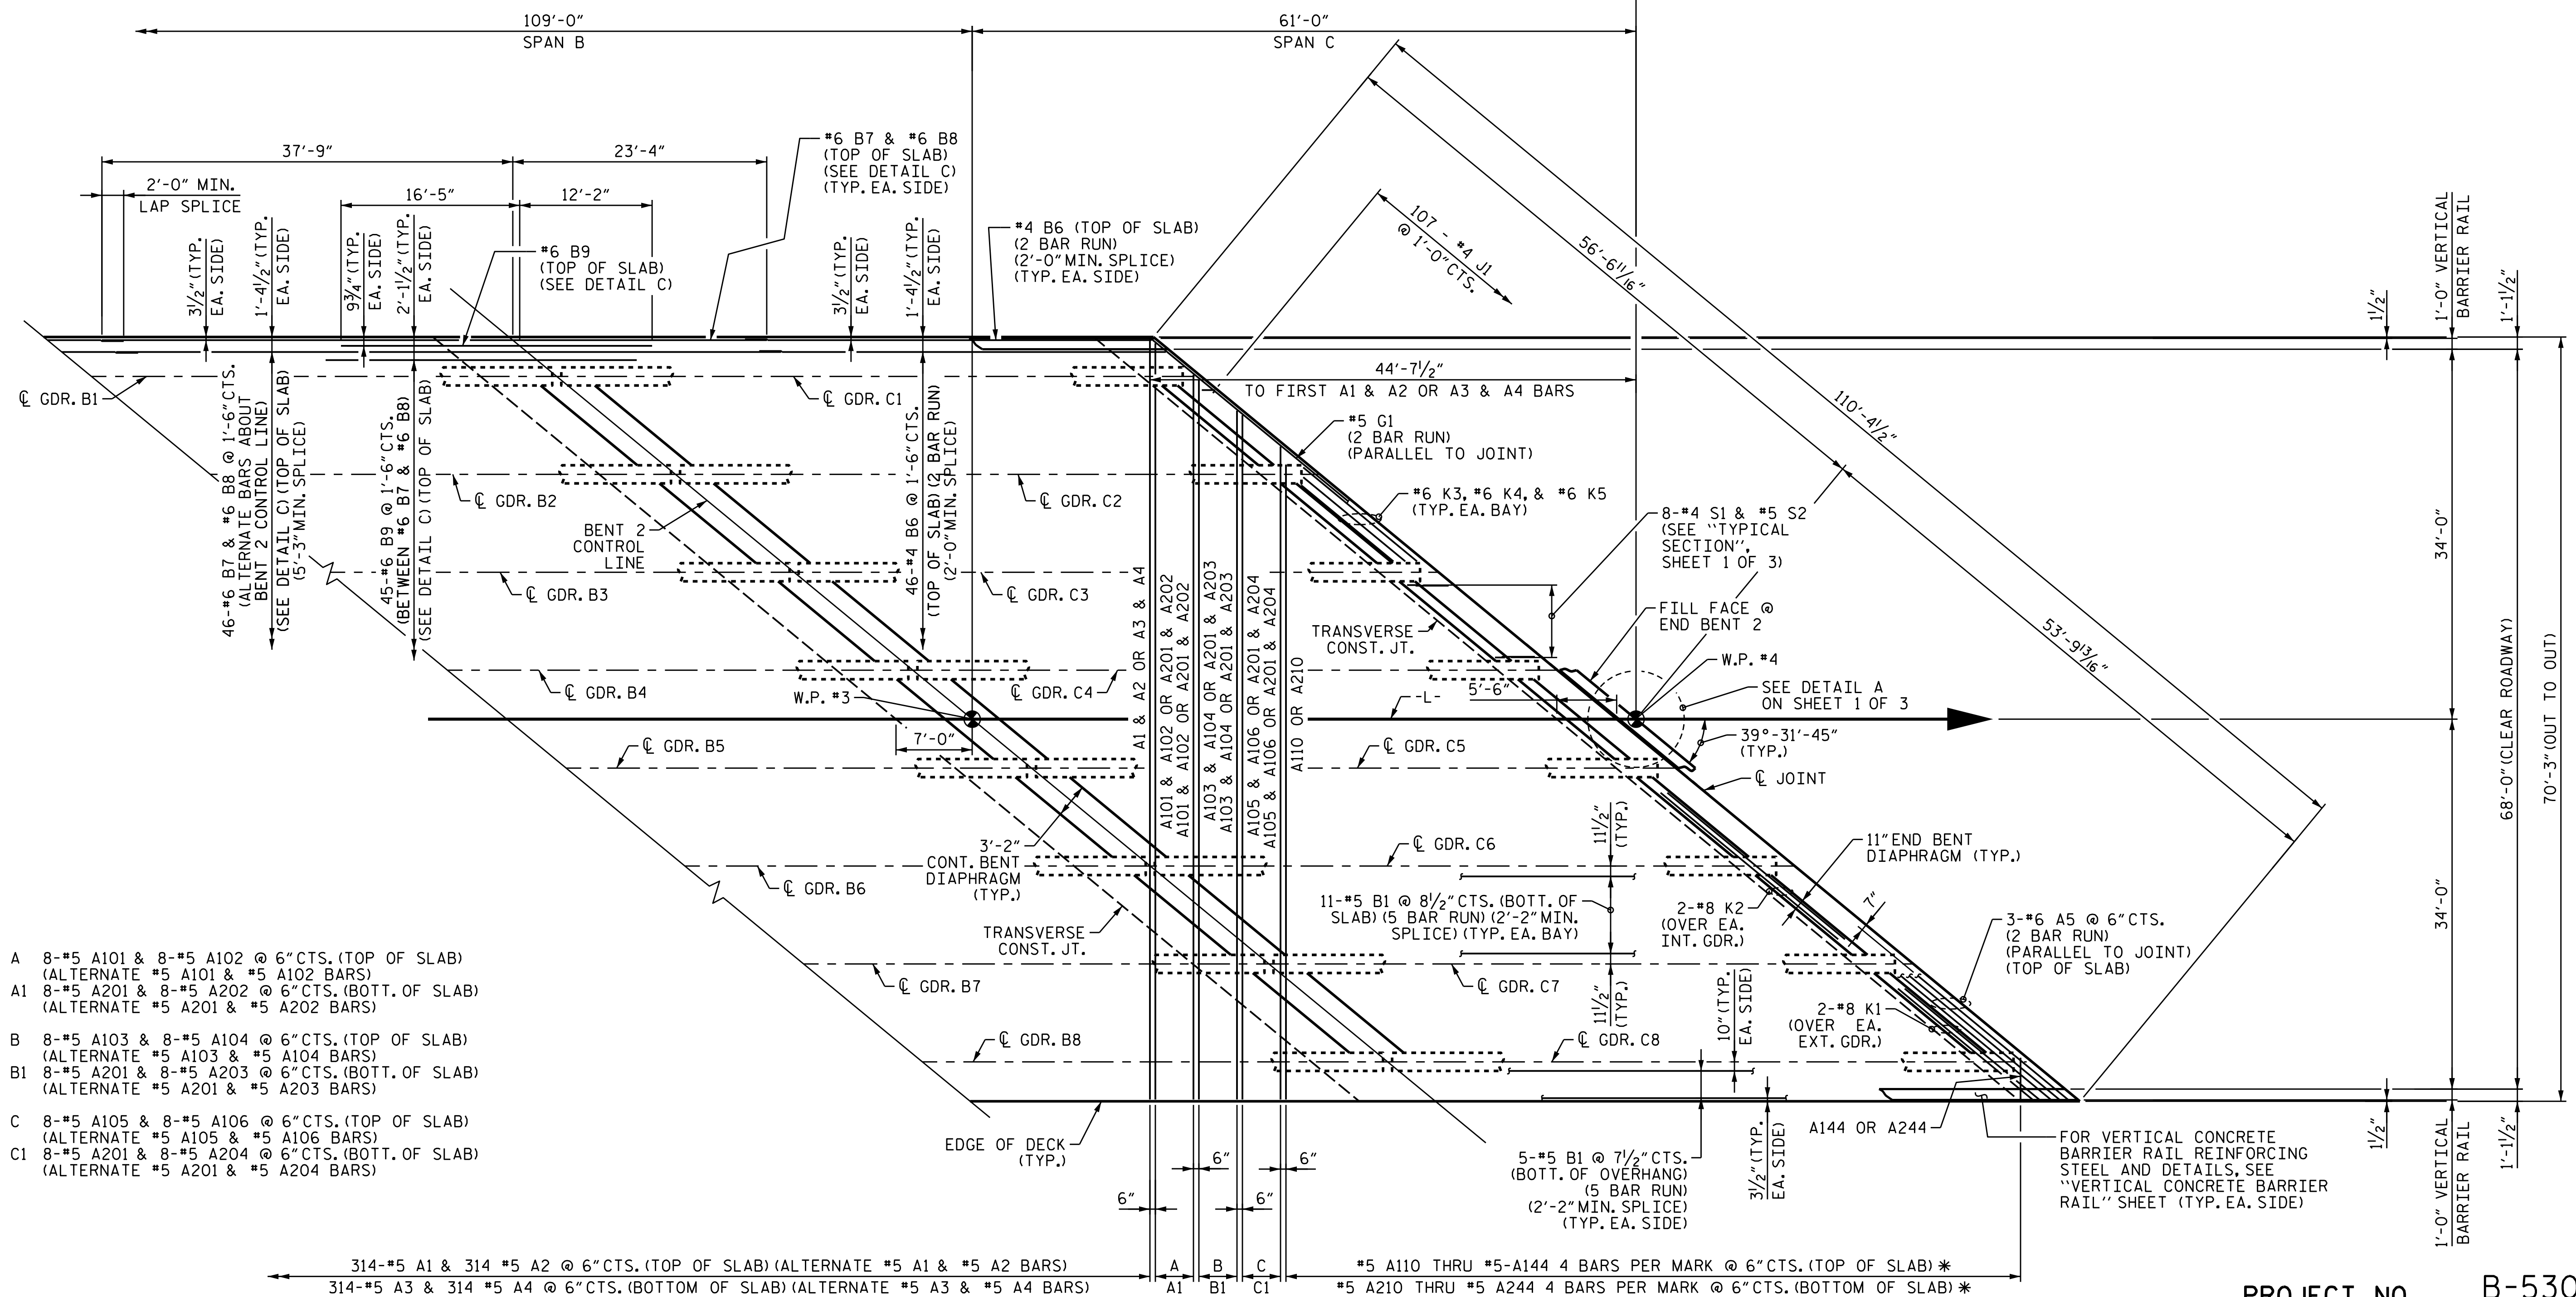 109'-0"
SPAN B
61'-0"
SPAN C
37'-9"
23'-4"
2'-0" MIN.
LAP SPLICE
16'-5"
12'-2"
#6 B7 & #6 B8
(TOP OF SLAB)
(SEE DETAIL C)
(TYP. EA. SIDE)
3½" (TYP.
EA. SIDE)
1'-4½" (TYP.
EA. SIDE)
9¾" (TYP.
EA. SIDE)
2'-1½" (TYP.
EA. SIDE)
#6 B9
(TOP OF SLAB)
(SEE DETAIL C)
3½" (TYP.
EA. SIDE)
1'-4½" (TYP.
EA. SIDE)
#4 B6 (TOP OF SLAB)
(2 BAR RUN)
(2'-0" MIN. SPLICE)
(TYP. EA. SIDE)
107 - #4 J1
@ 1'-0" CTS.
56'-6 11/16"
110'-4½"
53'-9 13/16"
1½"
1'-0" VERTICAL
BARRIER RAIL
1'-1½"
44'-7½"
TO FIRST A1 & A2 OR A3 & A4 BARS
℄ GDR. B1
℄ GDR. C1
46-#6 B7 & #6 B8 @ 1'-6" CTS.
(ALTERNATE BARS ABOUT
BENT 2 CONTROL LINE)
(SEE DETAIL C) (TOP OF SLAB)
(5'-3" MIN. SPLICE)
45-#6 B9 @ 1'-6" CTS.
(BETWEEN #6 B7 & #6 B8)
(SEE DETAIL C) (TOP OF SLAB)
46-#4 B6 @ 1'-6" CTS.
(TOP OF SLAB) (2 BAR RUN)
(2'-0" MIN. SPLICE)
#5 G1
(2 BAR RUN)
(PARALLEL TO JOINT)
℄ GDR. B2
℄ GDR. C2
#6 K3, #6 K4, & #6 K5
(TYP. EA. BAY)
BENT 2
CONTROL
LINE
8-#4 S1 & #5 S2
(SEE "TYPICAL
SECTION",
SHEET 1 OF 3)
34'-0"
℄ GDR. B3
℄ GDR. C3
FILL FACE @
END BENT 2
TRANSVERSE
CONST. JT.
W.P. #4
℄ GDR. B4
℄ GDR. C4
W.P. #3
-L-
5'-6"
SEE DETAIL A
ON SHEET 1 OF 3
39°-31'-45"
(TYP.)
7'-0"
℄ GDR. B5
℄ GDR. C5
℄ JOINT
A1 & A2 OR A3 & A4
A101 & A102 OR A201 & A202
A101 & A102 OR A201 & A202
A103 & A104 OR A201 & A203
A103 & A104 OR A201 & A203
A105 & A106 OR A201 & A204
A105 & A106 OR A201 & A204
A110 OR A210
68'-0" (CLEAR ROADWAY)
70'-3" (OUT TO OUT)
3'-2"
CONT. BENT
DIAPHRAGM
(TYP.)
11½"
(TYP.)
℄ GDR. C6
11" END BENT
DIAPHRAGM (TYP.)
℄ GDR. B6
11-#5 B1 @ 8½" CTS. (BOTT. OF
SLAB) (5 BAR RUN) (2'-2" MIN.
SPLICE) (TYP. EA. BAY)
2-#8 K2
(OVER EA.
INT. GDR.)
7"
3-#6 A5 @ 6" CTS.
(2 BAR RUN)
(PARALLEL TO JOINT)
(TOP OF SLAB)
34'-0"
TRANSVERSE
CONST. JT.
℄ GDR. B7
℄ GDR. C7
11½"
(TYP.)
10" (TYP.
EA. SIDE)
2-#8 K1
(OVER EA.
EXT. GDR.)
℄ GDR. B8
℄ GDR. C8
A 8-#5 A101 & 8-#5 A102 @ 6" CTS. (TOP OF SLAB)
(ALTERNATE #5 A101 & #5 A102 BARS)
A1 8-#5 A201 & 8-#5 A202 @ 6" CTS. (BOTT. OF SLAB)
(ALTERNATE #5 A201 & #5 A202 BARS)
B 8-#5 A103 & 8-#5 A104 @ 6" CTS. (TOP OF SLAB)
(ALTERNATE #5 A103 & #5 A104 BARS)
B1 8-#5 A201 & 8-#5 A203 @ 6" CTS. (BOTT. OF SLAB)
(ALTERNATE #5 A201 & #5 A203 BARS)
C 8-#5 A105 & 8-#5 A106 @ 6" CTS. (TOP OF SLAB)
(ALTERNATE #5 A105 & #5 A106 BARS)
C1 8-#5 A201 & 8-#5 A204 @ 6" CTS. (BOTT. OF SLAB)
(ALTERNATE #5 A201 & #5 A204 BARS)
EDGE OF DECK
(TYP.)
6"
6"
6"
6"
5-#5 B1 @ 7½" CTS.
(BOTT. OF OVERHANG)
(5 BAR RUN)
(2'-2" MIN. SPLICE)
(TYP. EA. SIDE)
3½" (TYP.
EA. SIDE)
A144 OR A244
FOR VERTICAL CONCRETE
BARRIER RAIL REINFORCING
STEEL AND DETAILS, SEE
"VERTICAL CONCRETE BARRIER
RAIL" SHEET (TYP. EA. SIDE)
1½"
1'-0" VERTICAL
BARRIER RAIL
1'-1½"
314-#5 A1 & 314 #5 A2 @ 6" CTS. (TOP OF SLAB) (ALTERNATE #5 A1 & #5 A2 BARS)
314-#5 A3 & 314 #5 A4 @ 6" CTS. (BOTTOM OF SLAB) (ALTERNATE #5 A3 & #5 A4 BARS)
A B C
A1 B1 C1
#5 A110 THRU #5-A144 4 BARS PER MARK @ 6" CTS. (TOP OF SLAB) *
#5 A210 THRU #5 A244 4 BARS PER MARK @ 6" CTS. (BOTTOM OF SLAB) *
PROJECT NO. B-530